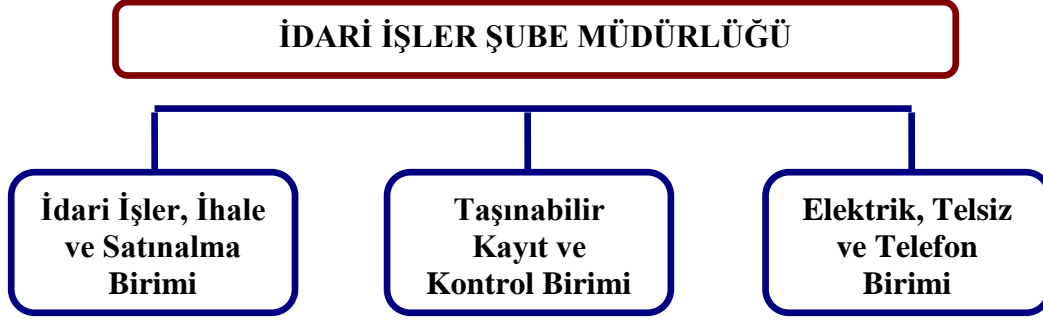 İDARİ İŞLER ŞUBE MÜDÜRLÜĞÜ
İdari İşler, İhale
ve Satınalma
Birimi
Taşınabilir
Kayıt ve
Kontrol Birimi
Elektrik, Telsiz
ve Telefon
Birimi